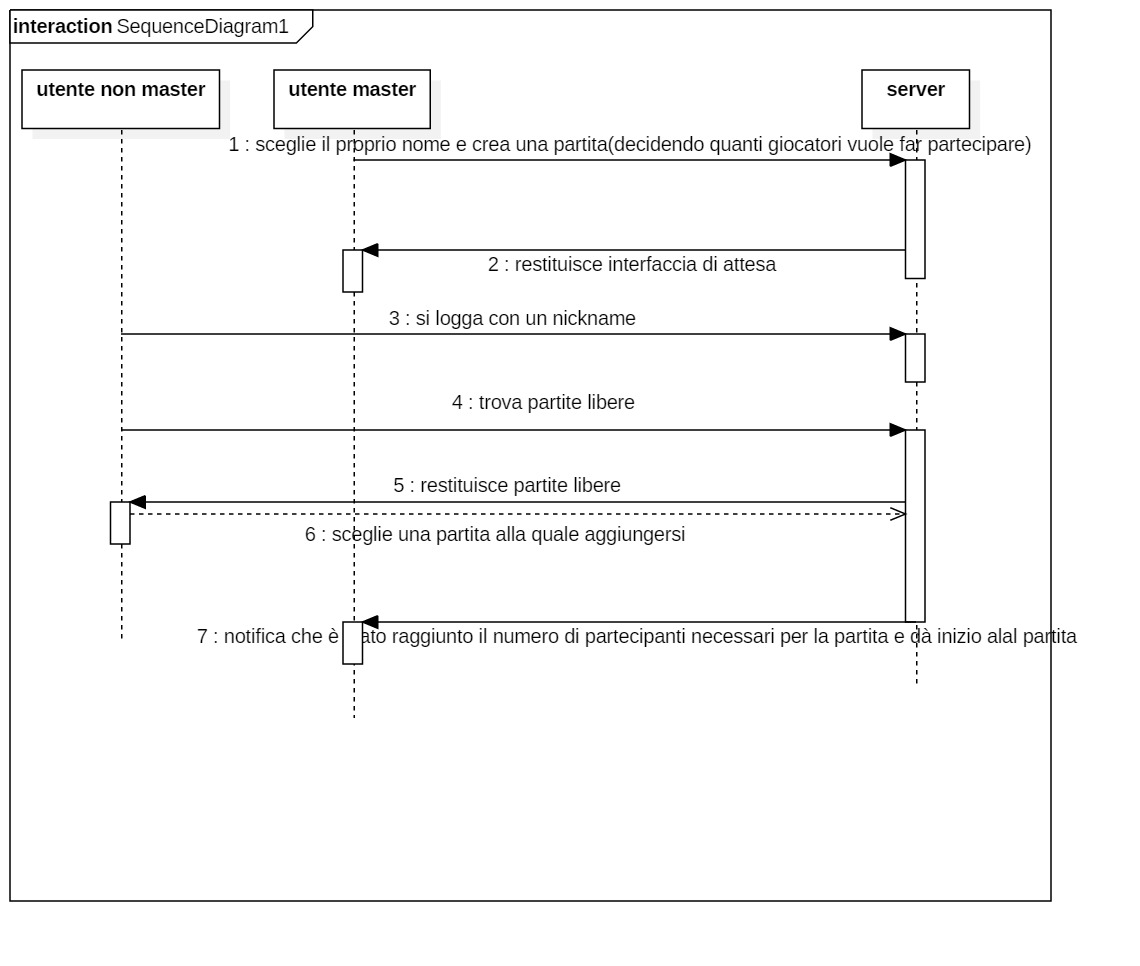 interaction SequenceDiagram1
utente non master
utente master
server
1 : sceglie il proprio nome e crea una partita(decidendo quanti giocatori vuole far partecipare)
2 : restituisce interfaccia di attesa
3 : si logga con un nickname
4 : trova partite libere
5 : restituisce partite libere
6 : sceglie una partita alla quale aggiungersi
7 : notifica che è ato raggiunto il numero di partecipanti necessari per la partita e dà inizio alal partita